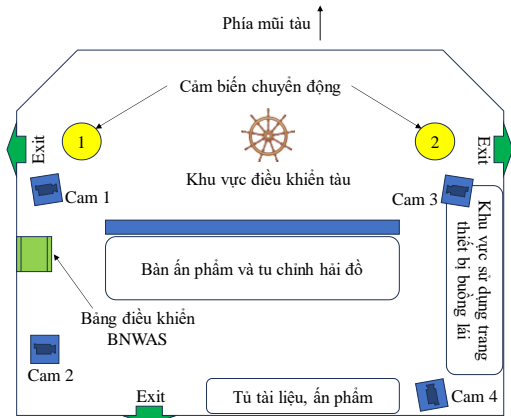 Phía mũi tàu
Cảm biến chuyển động
1
2
Exit
Exit
Khu vực điều khiển tàu
Cam 1
Cam 3
Khu vực sử dụng trang
thiết bị buồng lái
Bàn ấn phẩm và tu chỉnh hải đồ
Bảng điều khiển
BNWAS
Cam 2
Exit
Tủ tài liệu, ấn phẩm
Cam 4